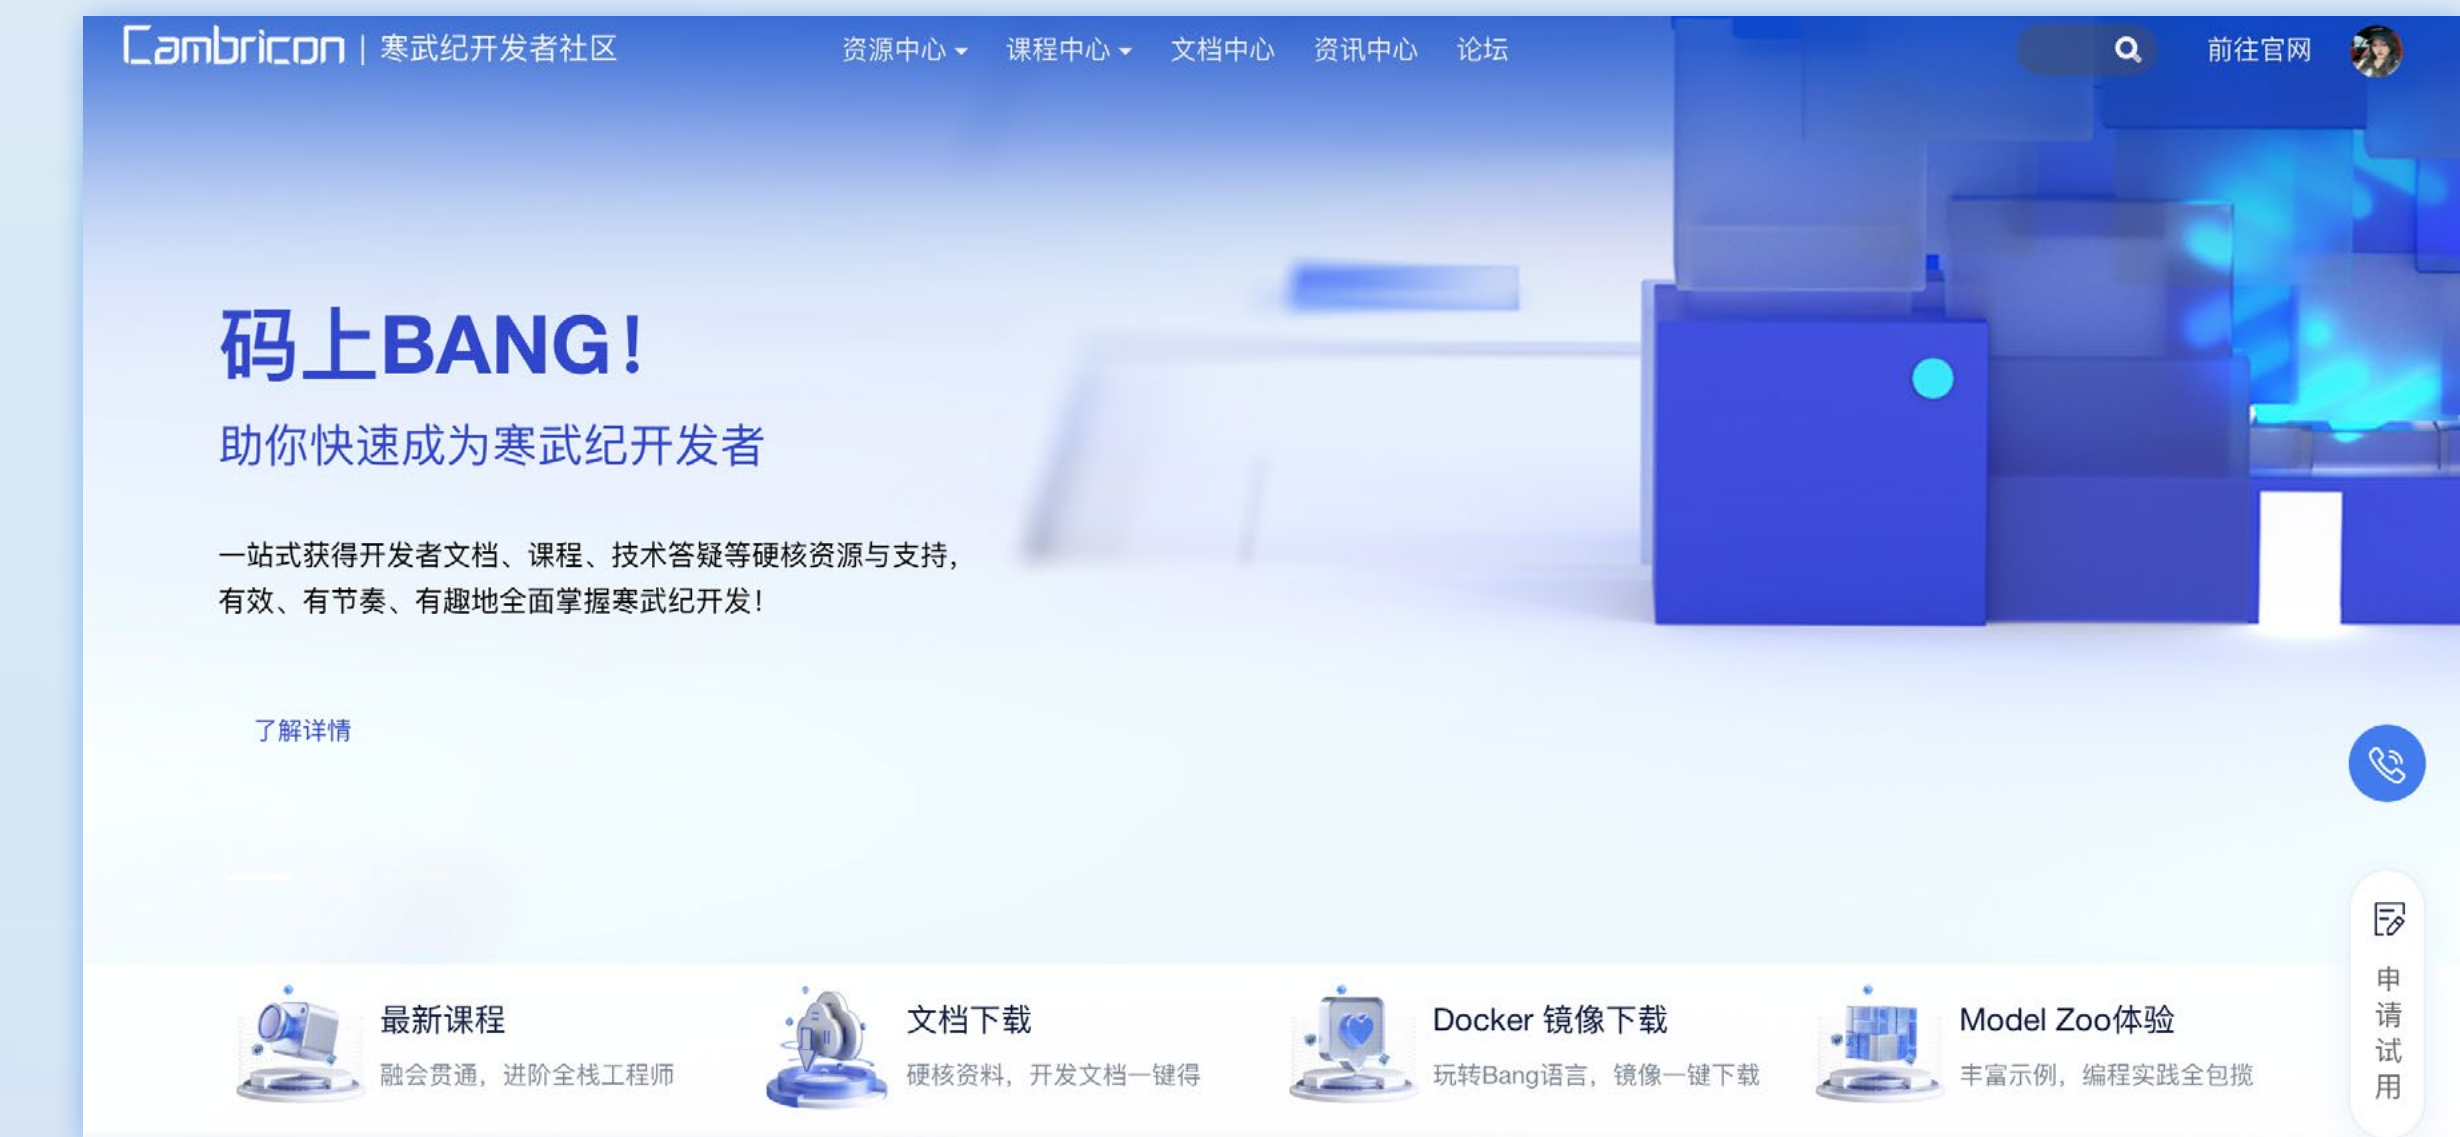 Cambricon | 寒武纪开发者社区
资源中心 课程中心 文档中心 资讯中心 论坛
前往官网
码上BANG！
助你快速成为寒武纪开发者
一站式获得开发者文档、课程、技术答疑等硬核资源与支持，
有效、有节奏、有趣地全面掌握寒武纪开发！
了解详情
最新课程
融会贯通，进阶全栈工程师
文档下载
硬核资料，开发文档一键得
Docker 镜像下载
玩转Bang语言，镜像一键下载
Model Zoo体验
丰富示例，编程实践全包揽
申请试用